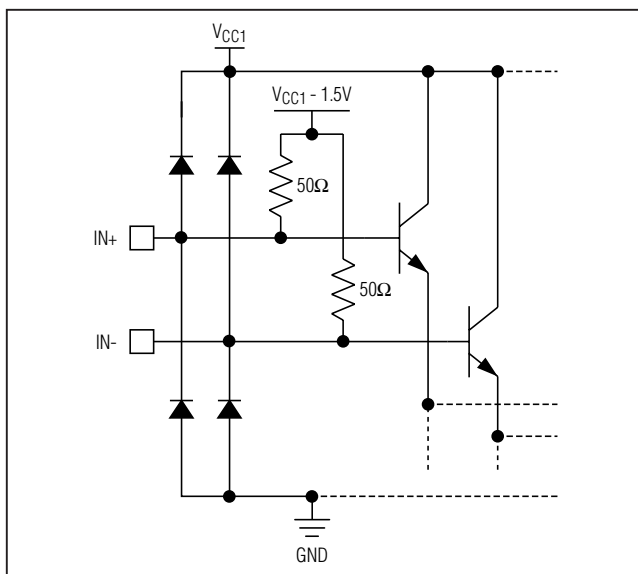 VCC1
VCC1 - 1.5V
50Ω
IN+
50Ω
IN-
GND